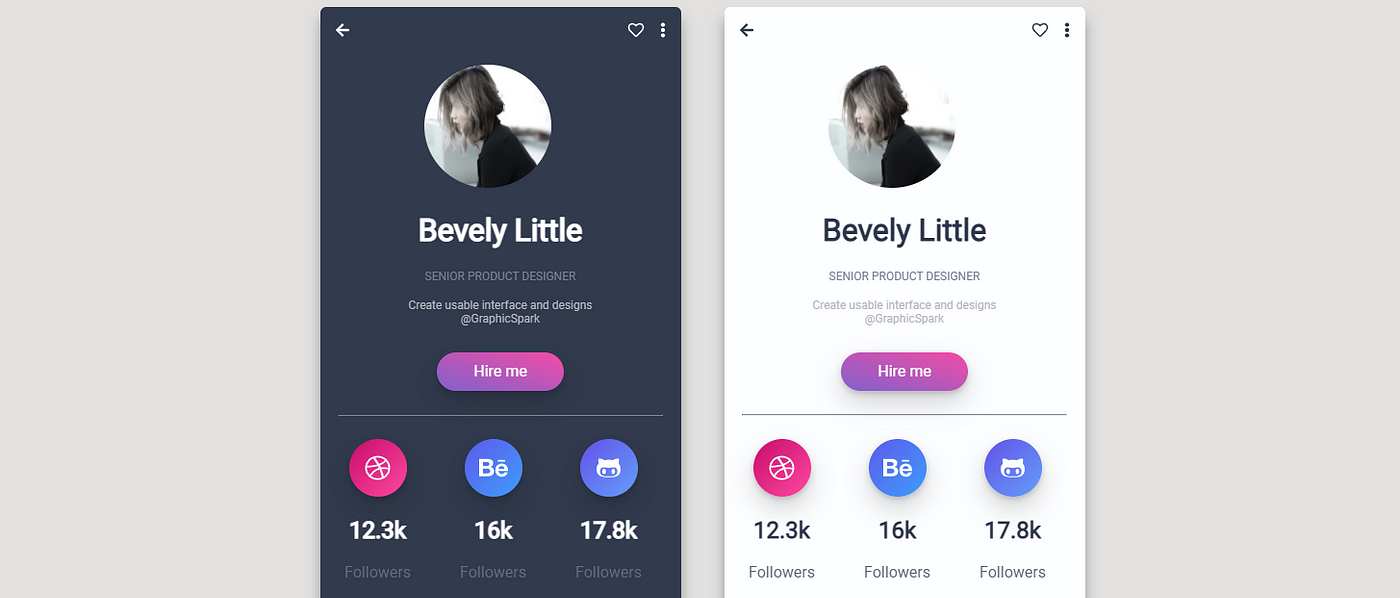 Bevely Little
SENIOR PRODUCT DESIGNER
Create usable interface and designs
@GraphicSpark
Hire me
Bē
12.3k 16k 17.8k
Followers Followers Followers
Bevely Little
SENIOR PRODUCT DESIGNER
Create usable interface and designs
@GraphicSpark
Hire me
Bē
12.3k 16k 17.8k
Followers Followers Followers